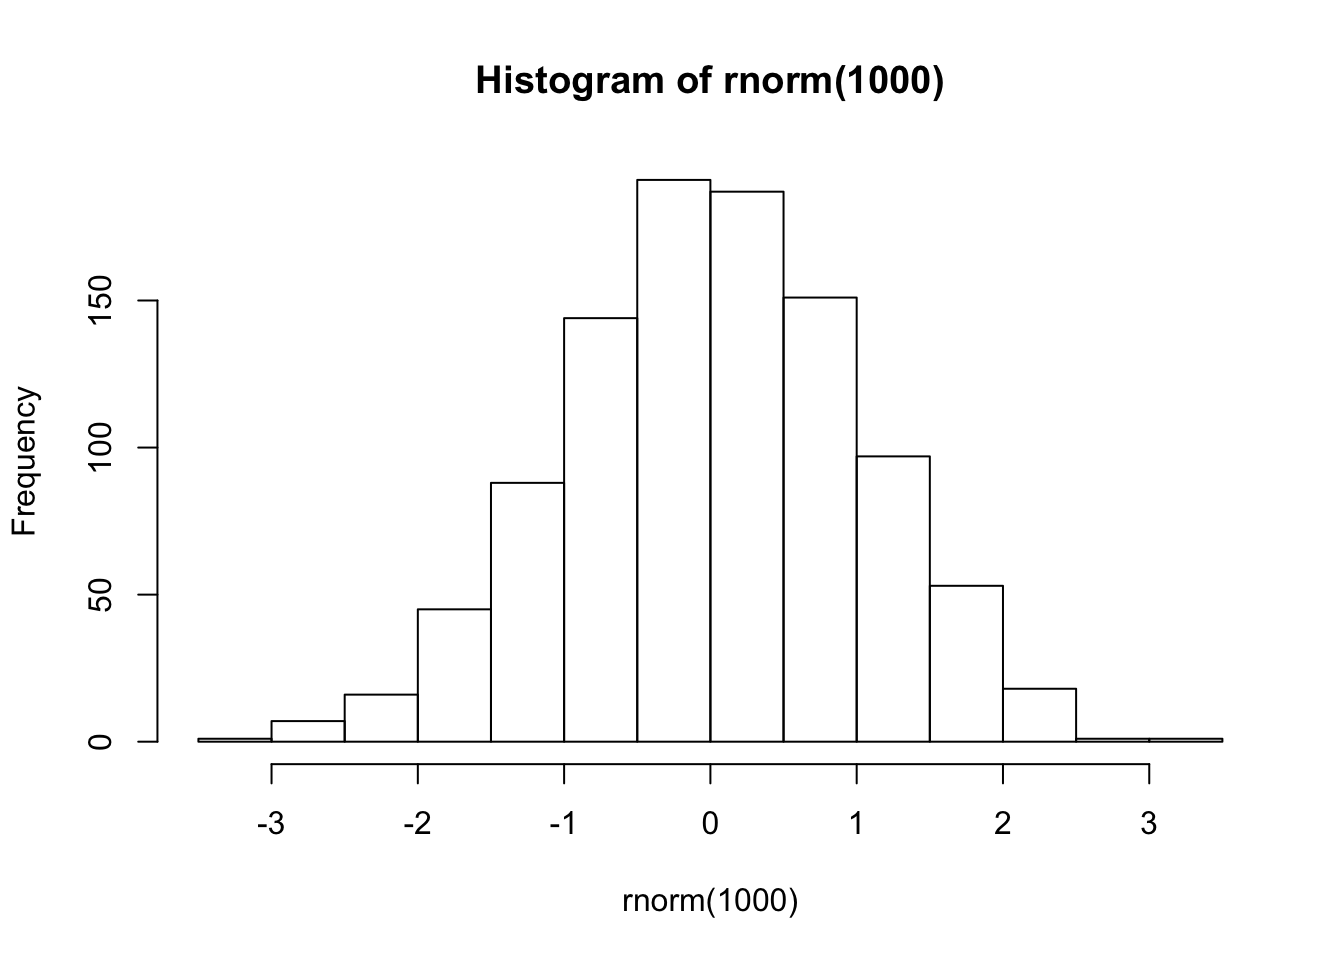 Histogram of rnorm(1000)
Frequency
150
100
50
0
-3 -2 -1 0 1 2 3
rnorm(1000)